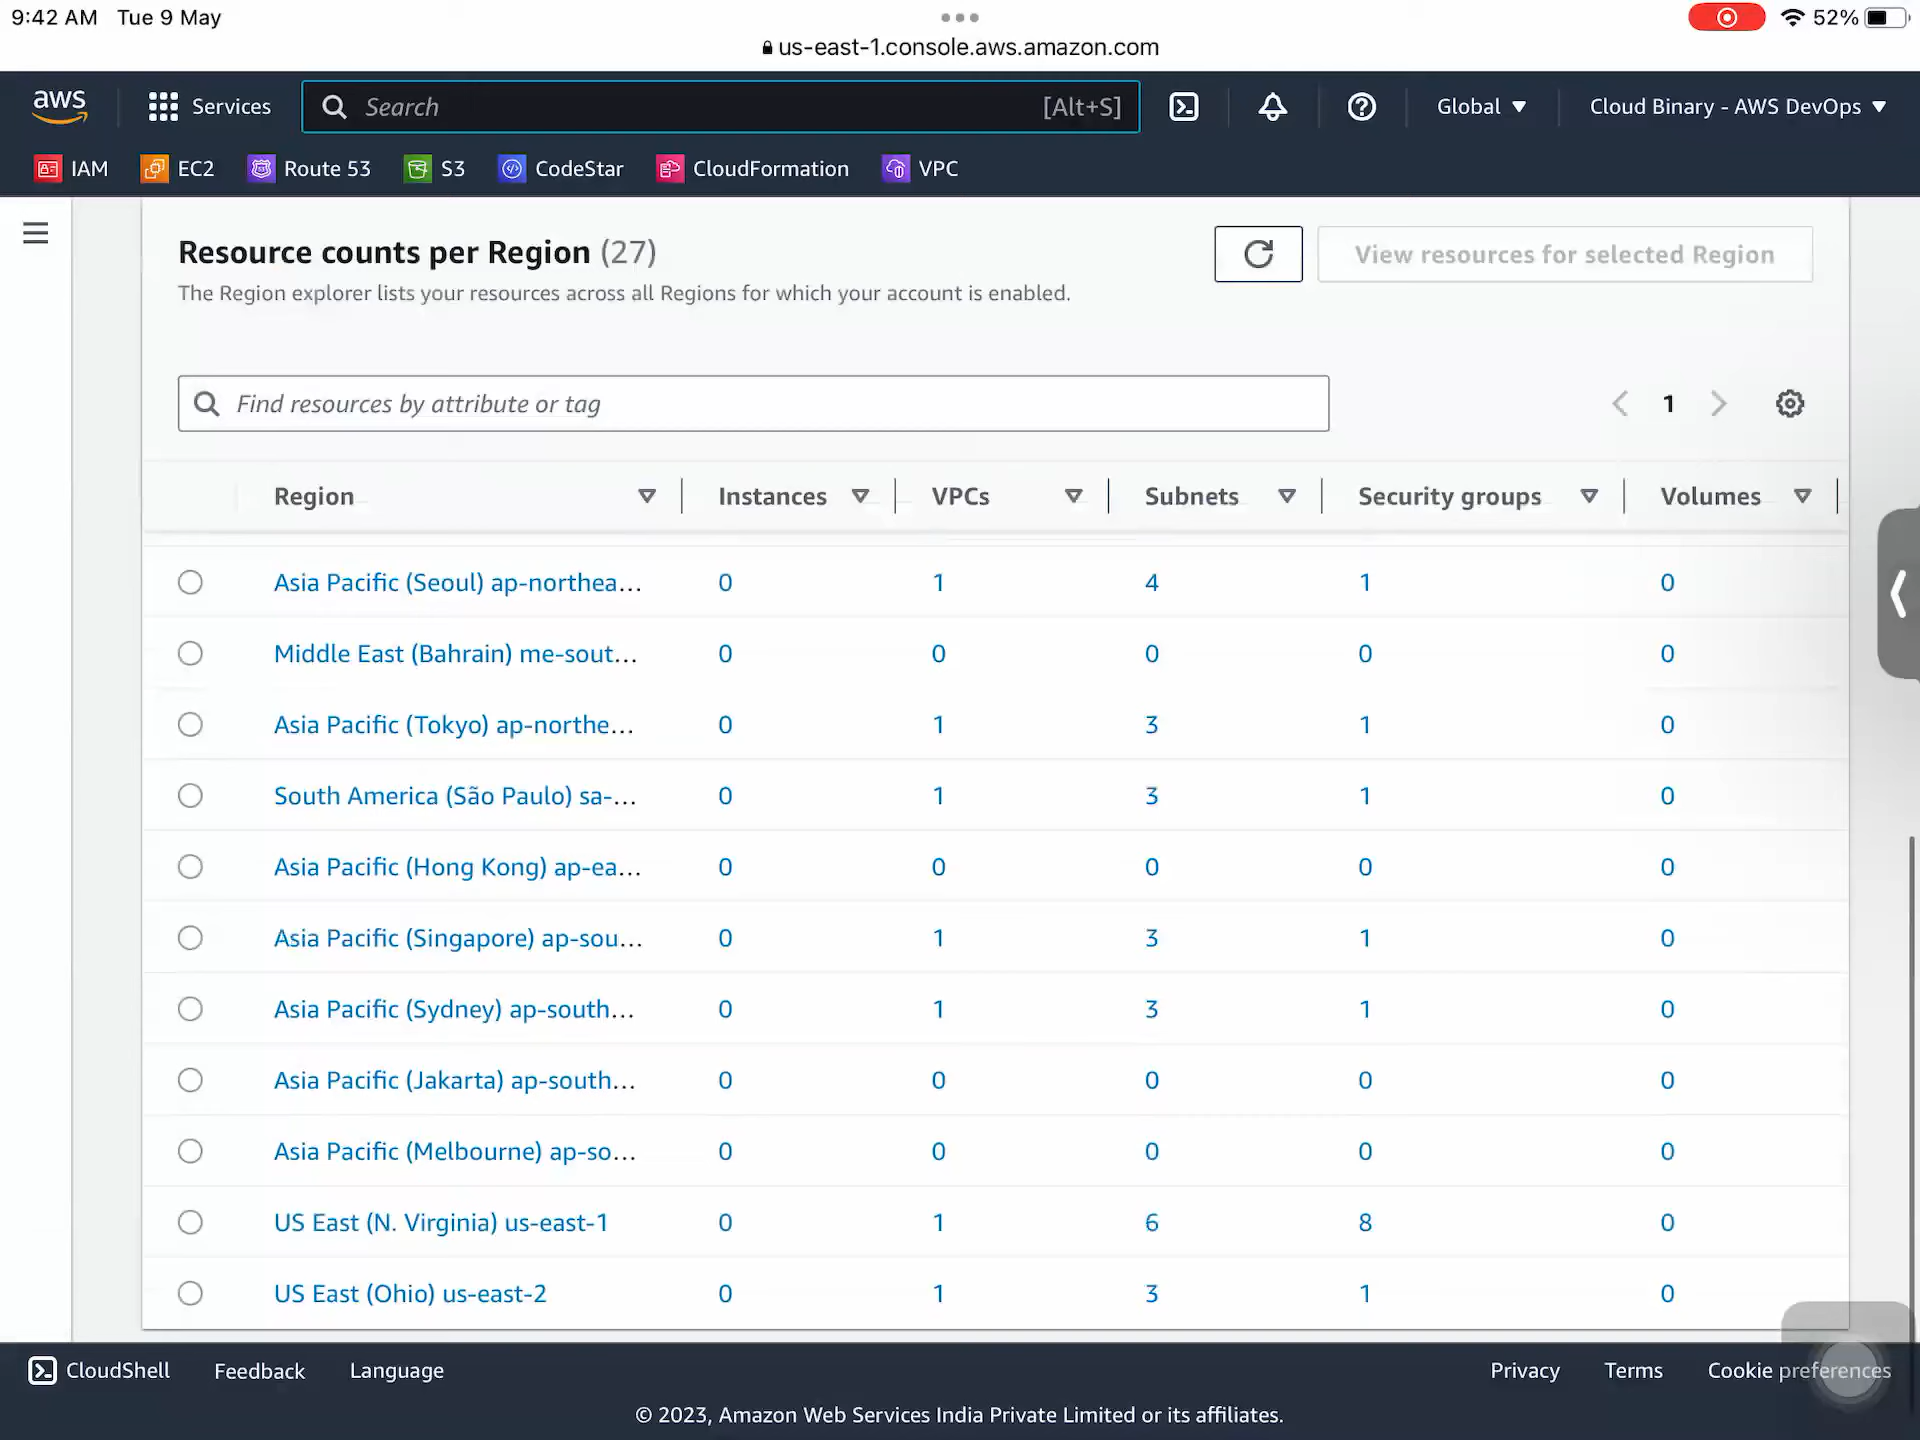 9:42 AM Tue 9 May
52%
us-east-1.console.aws.amazon.com
aws Services Search [Alt+S] Global Cloud Binary - AWS DevOps
IAM EC2 Route 53 S3 CodeStar CloudFormation VPC
Resource counts per Region (27)
View resources for selected Region
The Region explorer lists your resources across all Regions for which your account is enabled.
Find resources by attribute or tag
1
Region Instances VPCs Subnets Security groups Volumes
Asia Pacific (Seoul) ap-northea... 0 1 4 1 0
Middle East (Bahrain) me-sout... 0 0 0 0 0
Asia Pacific (Tokyo) ap-northe... 0 1 3 1 0
South America (São Paulo) sa-... 0 1 3 1 0
Asia Pacific (Hong Kong) ap-ea... 0 0 0 0 0
Asia Pacific (Singapore) ap-sou... 0 1 3 1 0
Asia Pacific (Sydney) ap-south... 0 1 3 1 0
Asia Pacific (Jakarta) ap-south... 0 0 0 0 0
Asia Pacific (Melbourne) ap-so... 0 0 0 0 0
US East (N. Virginia) us-east-1 0 1 6 8 0
US East (Ohio) us-east-2 0 1 3 1 0
CloudShell Feedback Language Privacy Terms Cookie preferences
© 2023, Amazon Web Services India Private Limited or its affiliates.